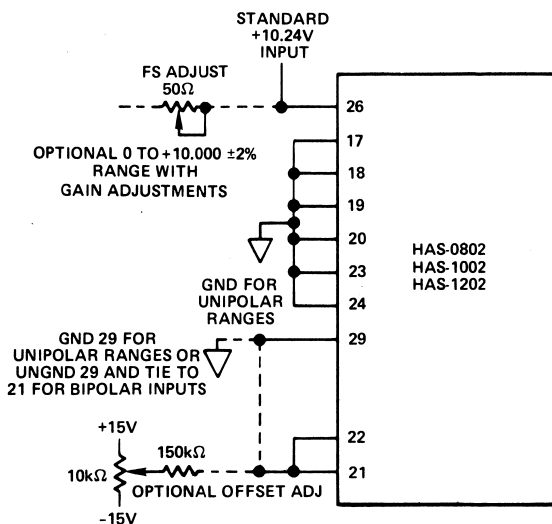 STANDARD
+10.24V
INPUT
FS ADJUST
50Ω
26
17
OPTIONAL 0 TO +10.000 ±2%
RANGE WITH
GAIN ADJUSTMENTS
18
19
20
HAS-0802
HAS-1002
HAS-1202
23
GND FOR
UNIPOLAR
RANGES
24
29
GND 29 FOR
UNIPOLAR RANGES OR
UNGND 29 AND TIE TO
21 FOR BIPOLAR INPUTS
+15V
22
150kΩ
10kΩ
21
OPTIONAL OFFSET ADJ
-15V